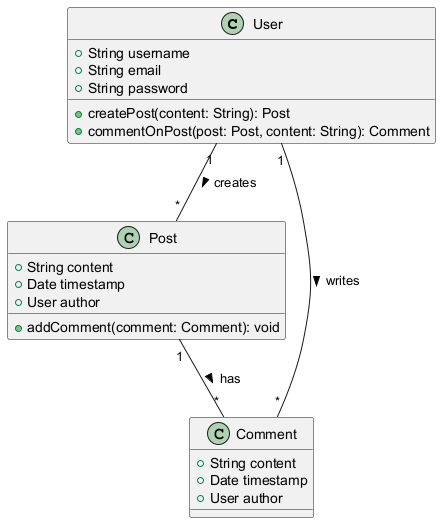 C User
String username
String email
String password
createPost(content: String): Post
commentOnPost(post: Post, content: String): Comment
1
1
creates
*
C Post
String content
Date timestamp
User author
addComment(comment: Comment): void
writes
1
has
*
*
C Comment
String content
Date timestamp
User author